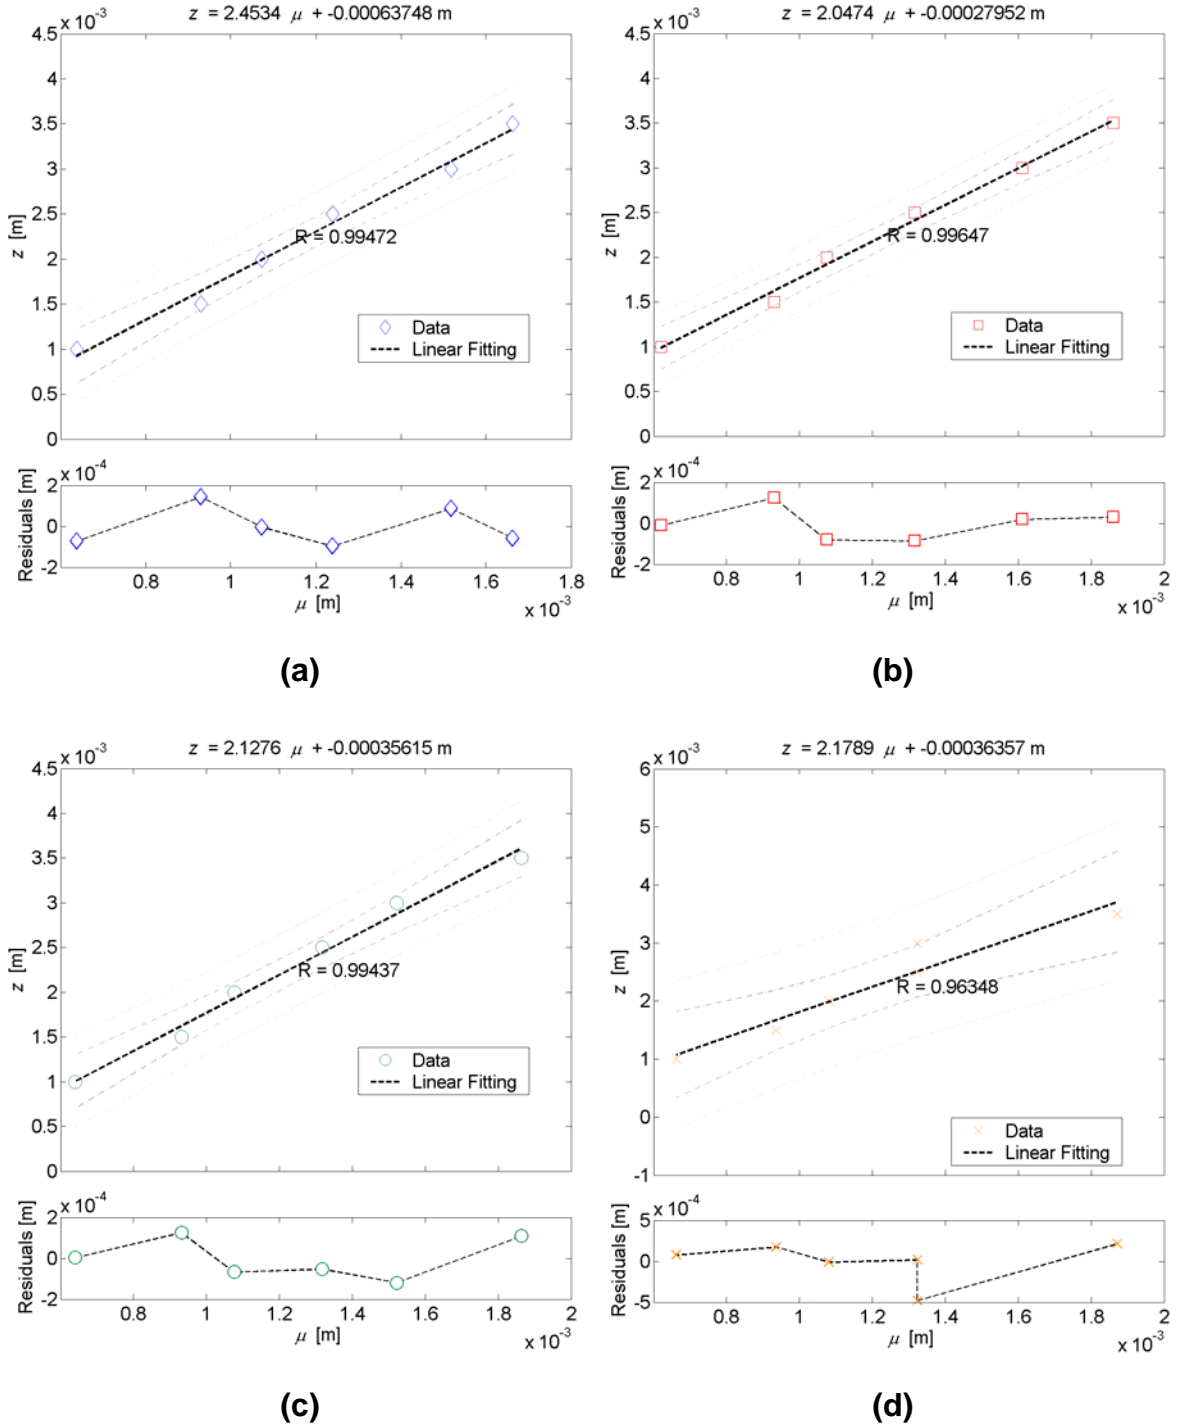 z = 2.4534 μ + -0.00063748 m
x 10-3
4.5
4
3.5
3
2.5
2
1.5
1
0.5
0
z [m]
R = 0.99472
Data
Linear Fitting
x 10-4
2
0
-2
Residuals [m]
0.8 1 1.2 1.4 1.6 1.8
μ [m]
x 10-3
(a)
z = 2.0474 μ + -0.00027952 m
x 10-3
4.5
4
3.5
3
2.5
2
1.5
1
0.5
0
z [m]
R = 0.99647
Data
Linear Fitting
x 10-4
2
0
-2
Residuals [m]
0.8 1 1.2 1.4 1.6 1.8 2
μ [m]
x 10-3
(b)
z = 2.1276 μ + -0.00035615 m
x 10-3
4.5
4
3.5
3
2.5
2
1.5
1
0.5
0
z [m]
R = 0.99437
Data
Linear Fitting
x 10-4
2
0
-2
Residuals [m]
0.8 1 1.2 1.4 1.6 1.8 2
μ [m]
x 10-3
(c)
z = 2.1789 μ + -0.00036357 m
x 10-3
6
5
4
3
2
1
0
-1
z [m]
R = 0.96348
Data
Linear Fitting
x 10-4
5
0
-5
Residuals [m]
0.8 1 1.2 1.4 1.6 1.8 2
μ [m]
x 10-3
(d)